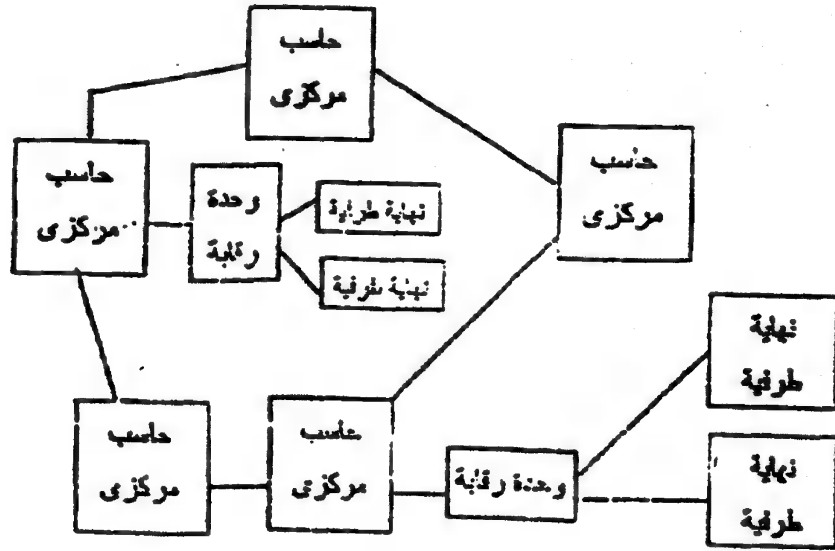 حاسب
مركزى
حاسب
مركزى
حاسب
مركزى
وحدة
رقابة
نهاية طرفية
نهاية طرفية
نهاية
طرفية
حاسب
مركزى
حاسب
مركزى
وحدة رقابة
نهاية
طرفية